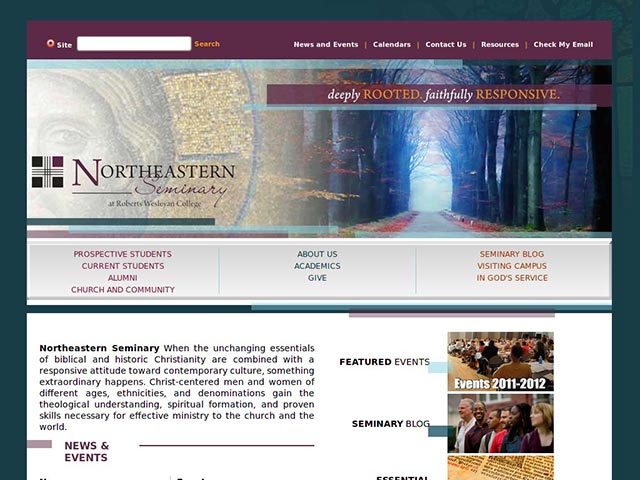 Site
Search
News and Events | Calendars | Contact Us | Resources | Check My Email
deeply ROOTED. faithfully RESPONSIVE.
NORTHEASTERN
Seminary
at Roberts Wesleyan College
PROSPECTIVE STUDENTS
CURRENT STUDENTS
ALUMNI
CHURCH AND COMMUNITY
ABOUT US
ACADEMICS
GIVE
SEMINARY BLOG
VISITING CAMPUS
IN GOD'S SERVICE
Northeastern Seminary When the unchanging essentials
of biblical and historic Christianity are combined with a
responsive attitude toward contemporary culture, something
extraordinary happens. Christ-centered men and women of
different ages, ethnicities, and denominations gain the
theological understanding, spiritual formation, and proven
skills necessary for effective ministry to the church and the
world.
NEWS &
EVENTS
FEATURED EVENTS
Events 2011-2012
SEMINARY BLOG
ESSENTIAL